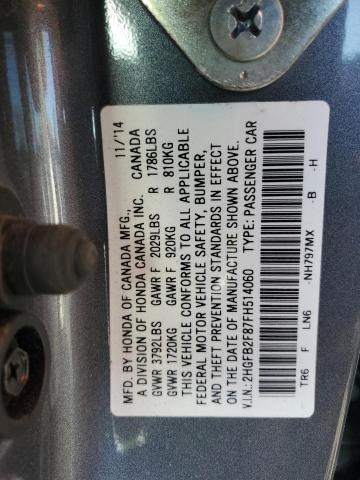 MFD. BY HONDA OF CANADA MFG., 11/'14
A DIVISION OF HONDA CANADA INC. CANADA
GVWR 3792LBS GAWR F 2029LBS R 1786LBS
GVWR 1720KG GAWR F 920KG R 810KG
THIS VEHICLE CONFORMS TO ALL APPLICABLE
FEDERAL MOTOR VEHICLE SAFETY, BUMPER,
AND THEFT PREVENTION STANDARDS IN EFFECT
ON THE DATE OF MANUFACTURE SHOWN ABOVE.
V.I.N.: 2HGFB2F87FH514060 TYPE: PASSENGER CAR
TR6 F LN6 -NH797MX -B -H